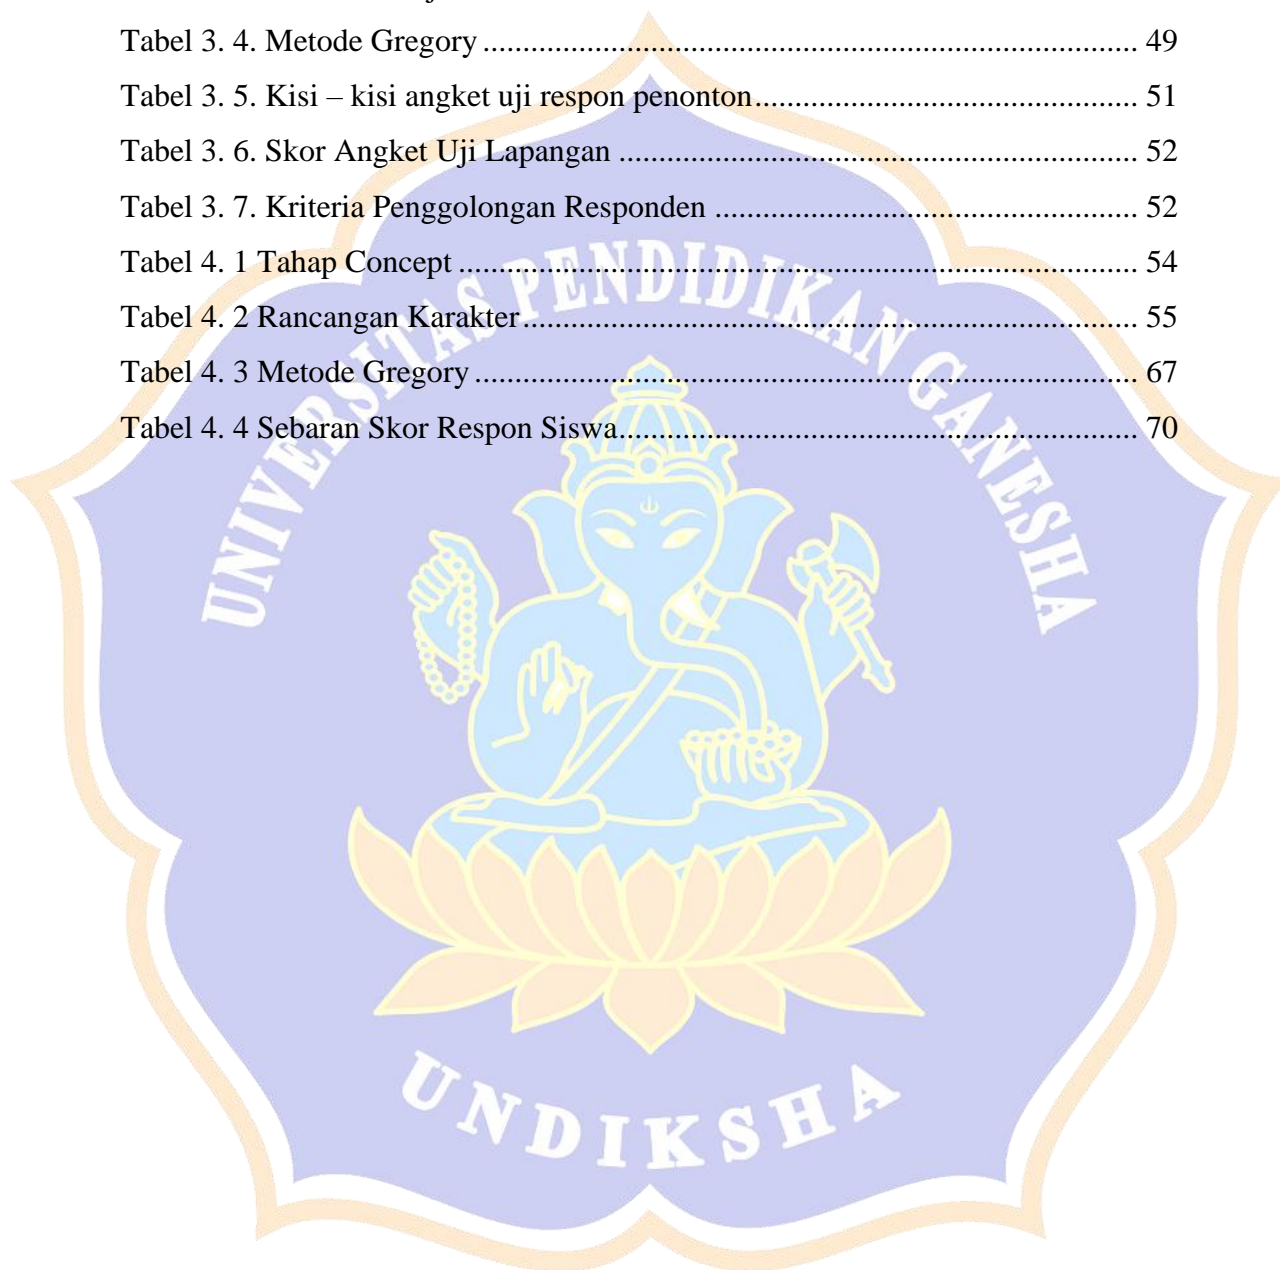 Tabel 3. 4. Metode Gregory .................................................................................. 49
Tabel 3. 5. Kisi – kisi angket uji respon penonton................................................ 51
Tabel 3. 6. Skor Angket Uji Lapangan ................................................................. 52
Tabel 3. 7. Kriteria Penggolongan Responden ..................................................... 52
Tabel 4. 1 Tahap Concept ..................................................................................... 54
Tabel 4. 2 Rancangan Karakter............................................................................. 55
Tabel 4. 3 Metode Gregory ................................................................................... 67
Tabel 4. 4 Sebaran Skor Respon Siswa................................................................. 70
UNIVERSITAS PENDIDIKAN GANESHA
UNDIKSHA